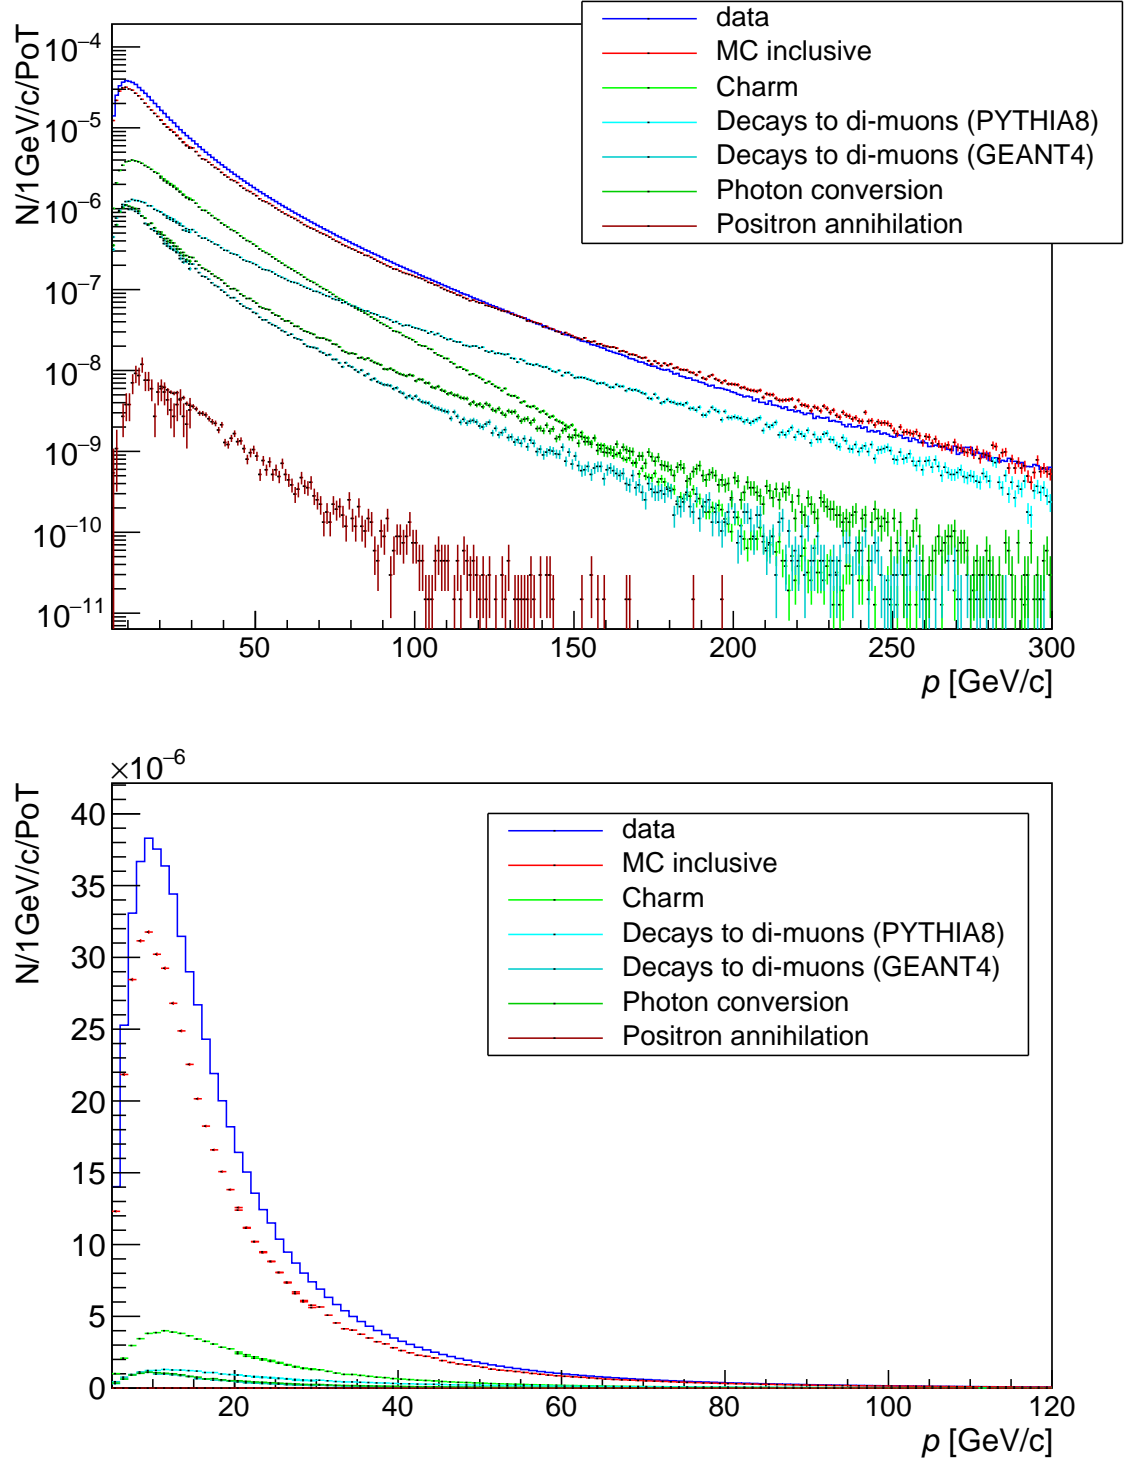 N/1GeV/c/PoT
10⁻⁴
10⁻⁵
10⁻⁶
10⁻⁷
10⁻⁸
10⁻⁹
10⁻¹⁰
10⁻¹¹
data
MC inclusive
Charm
Decays to di-muons (PYTHIA8)
Decays to di-muons (GEANT4)
Photon conversion
Positron annihilation
50 100 150 200 250 300
p [GeV/c]
×10⁻⁶
N/1GeV/c/PoT
40
35
30
25
20
15
10
5
0
data
MC inclusive
Charm
Decays to di-muons (PYTHIA8)
Decays to di-muons (GEANT4)
Photon conversion
Positron annihilation
20 40 60 80 100 120
p [GeV/c]